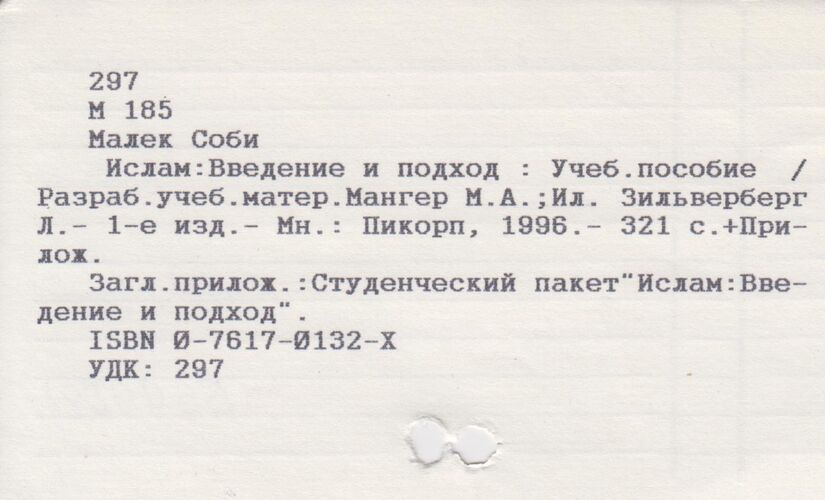 297
М 185
Малек Соби
Ислам:Введение и подход : Учеб.пособие /
Разраб.учеб.матер.Мангер М.А.;Ил. Зильверберг
Л.- 1-е изд.- Мн.: Пикорп, 1996.- 321 с.+При-
лож.
Загл.прилож.:Студенческий пакет"Ислам:Вве-
дение и подход".
ISBN 0-7617-0132-X
УДК: 297